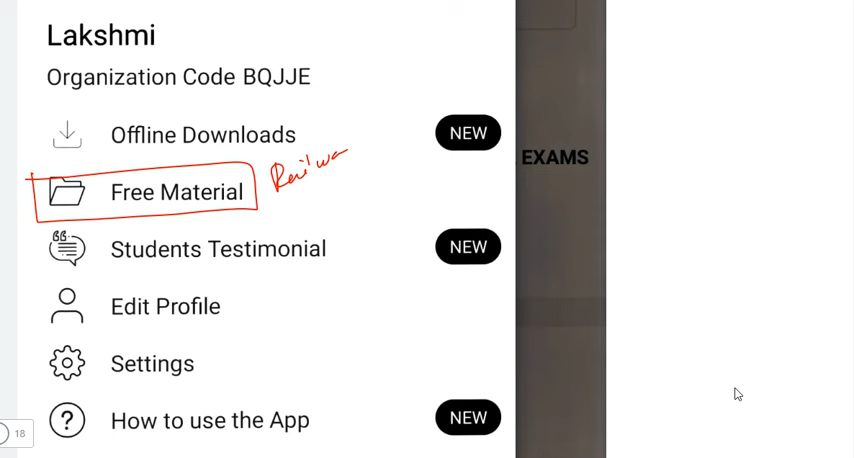 Lakshmi
Organization Code BQJJE
Offline Downloads NEW
EXAMS
Free Material Railwa
Students Testimonial NEW
Edit Profile
Settings
How to use the App NEW
18